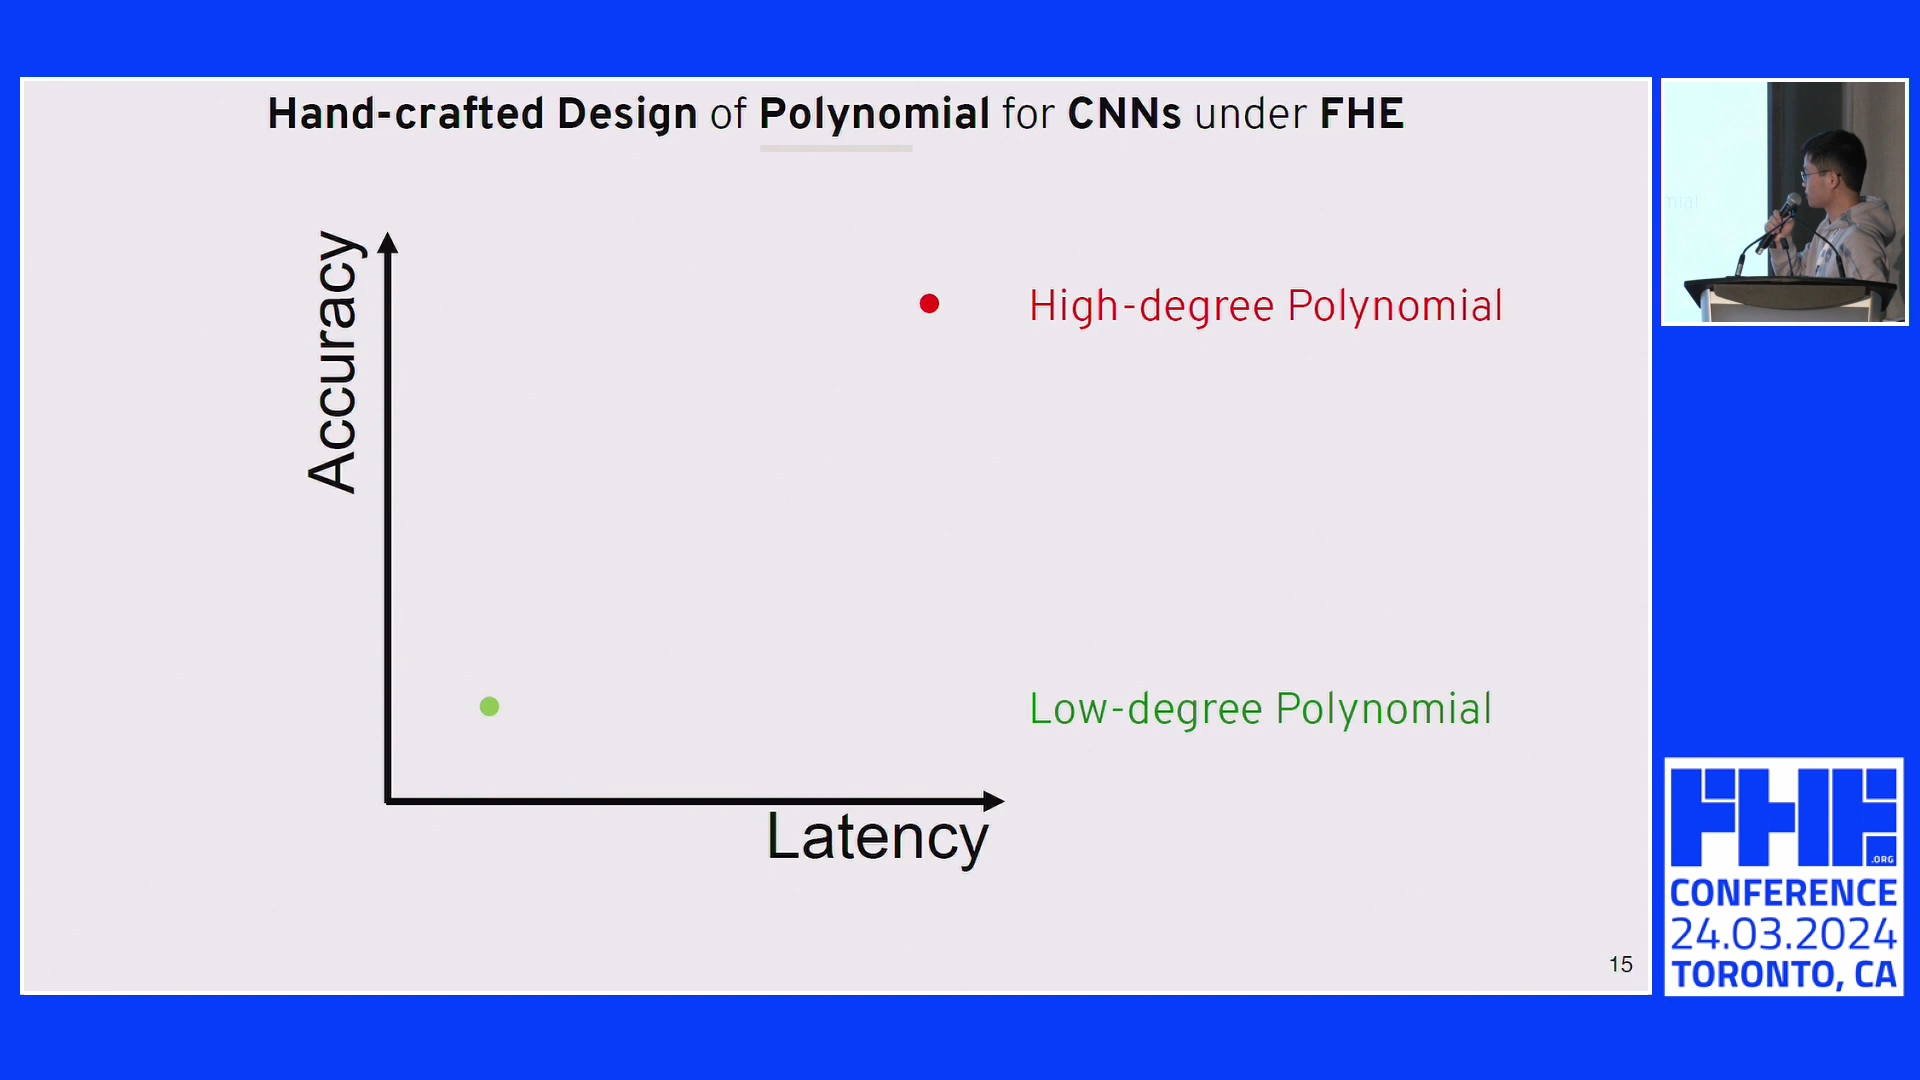 Hand-crafted Design of Polynomial for CNNs under FHE
Accuracy
High-degree Polynomial
Low-degree Polynomial
Latency
15
mial
FHE
.ORG
CONFERENCE
24.03.2024
TORONTO, CA